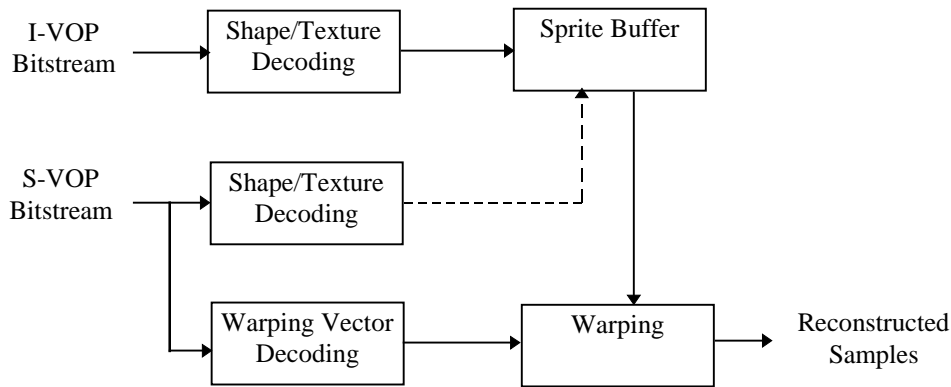 I-VOP
Bitstream
Shape/Texture
Decoding
Sprite Buffer
S-VOP
Bitstream
Shape/Texture
Decoding
Warping Vector
Decoding
Warping
Reconstructed
Samples